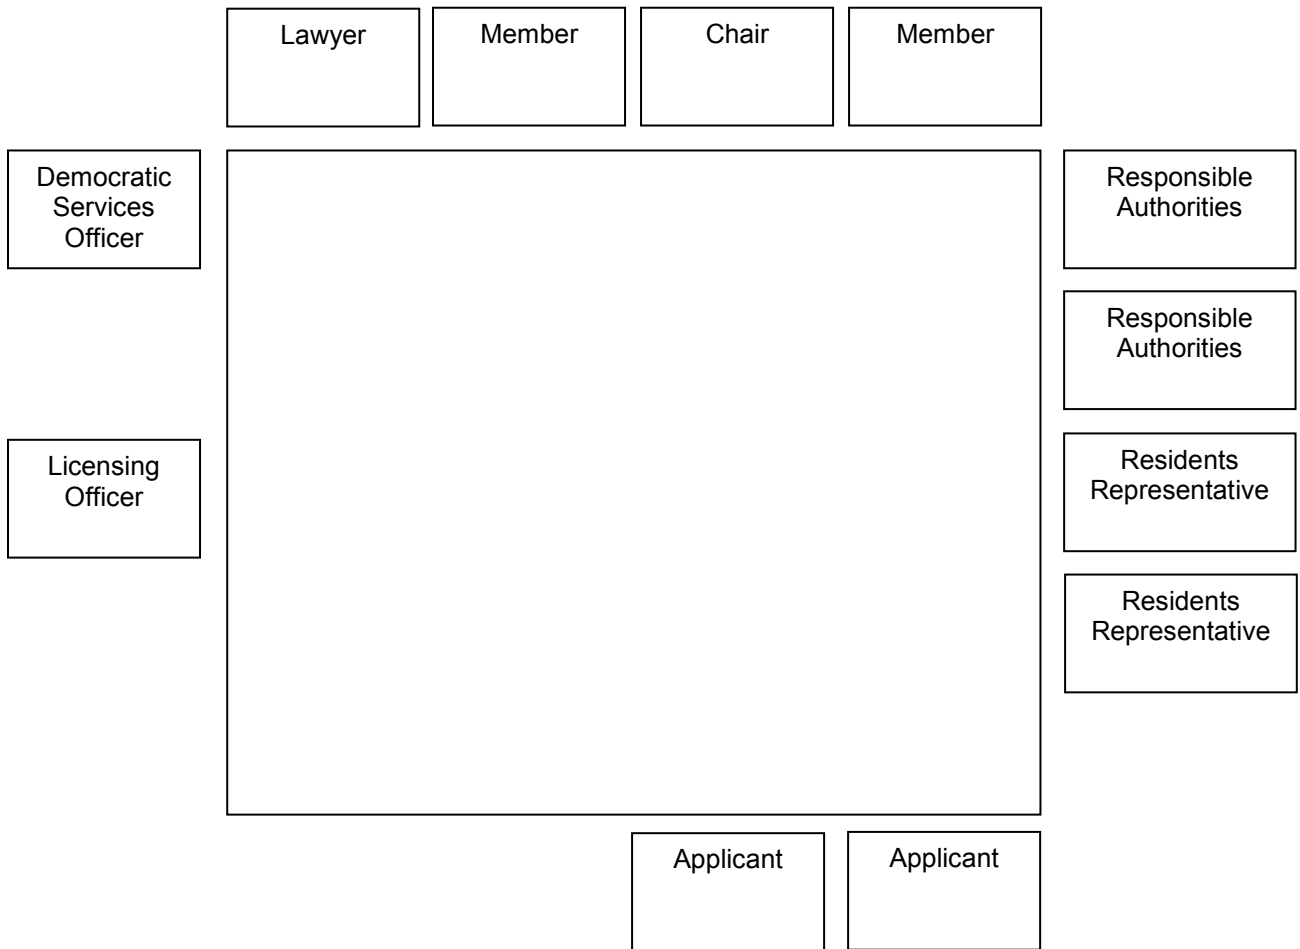 Lawyer
Member
Chair
Member
Democratic
Services
Officer
Responsible
Authorities
Responsible
Authorities
Licensing
Officer
Residents
Representative
Residents
Representative
Applicant
Applicant